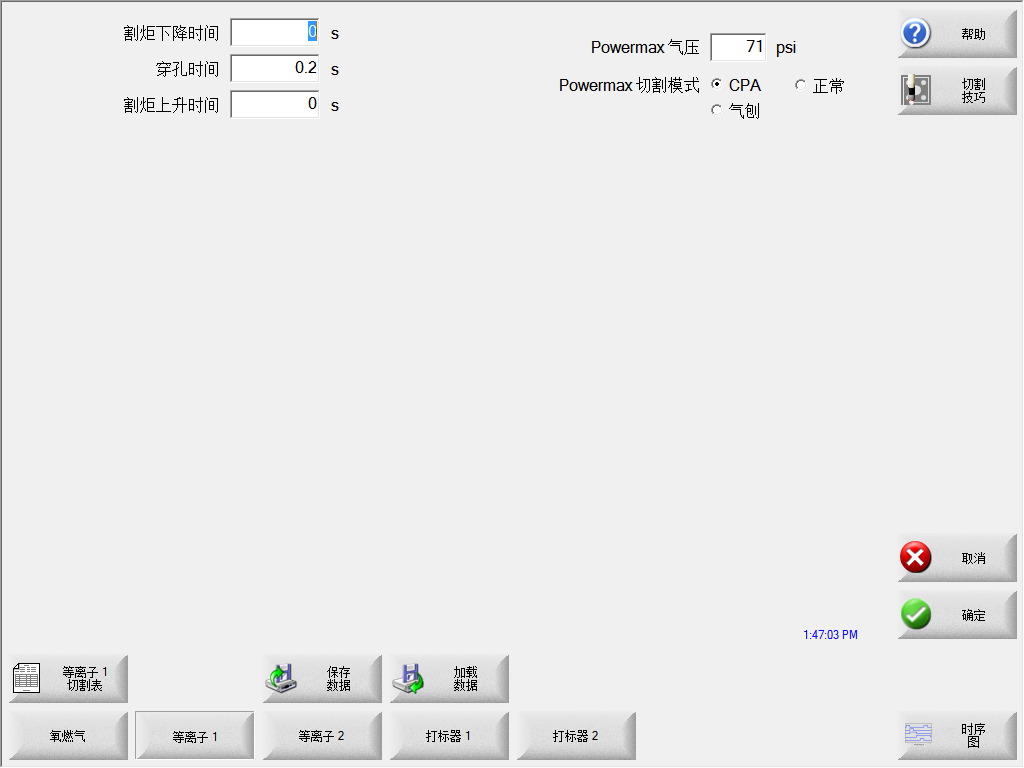 割炬下降时间 0 s
穿孔时间 0.2 s
割炬上升时间 0 s
Powermax 气压 71 psi
Powermax 切割模式 CPA 正常
气刨
帮助
切割
技巧
取消
确定
1:47:03 PM
等离子 1
切割表
保存
数据
加载
数据
氧燃气
等离子 1
等离子 2
打标器 1
打标器 2
时序
图